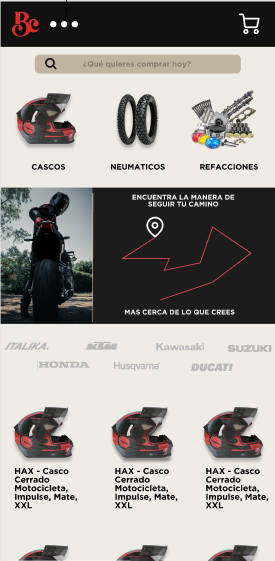 Bc
¿Qué quieres comprar hoy?
CASCOS NEUMATICOS REFACCIONES
ENCUENTRA LA MANERA DE
SEGUIR TU CAMINO
MAS CERCA DE LO QUE CREES
ITALIKA. KTM Kawasaki SUZUKI
HONDA Husqvarna DUCATI
HAX - Casco
Cerrado
Motocicleta,
Impulse, Mate,
XXL
HAX - Casco
Cerrado
Motocicleta,
Impulse, Mate,
XXL
HAX - Casco
Cerrado
Motocicleta,
Impulse, Mate,
XXL